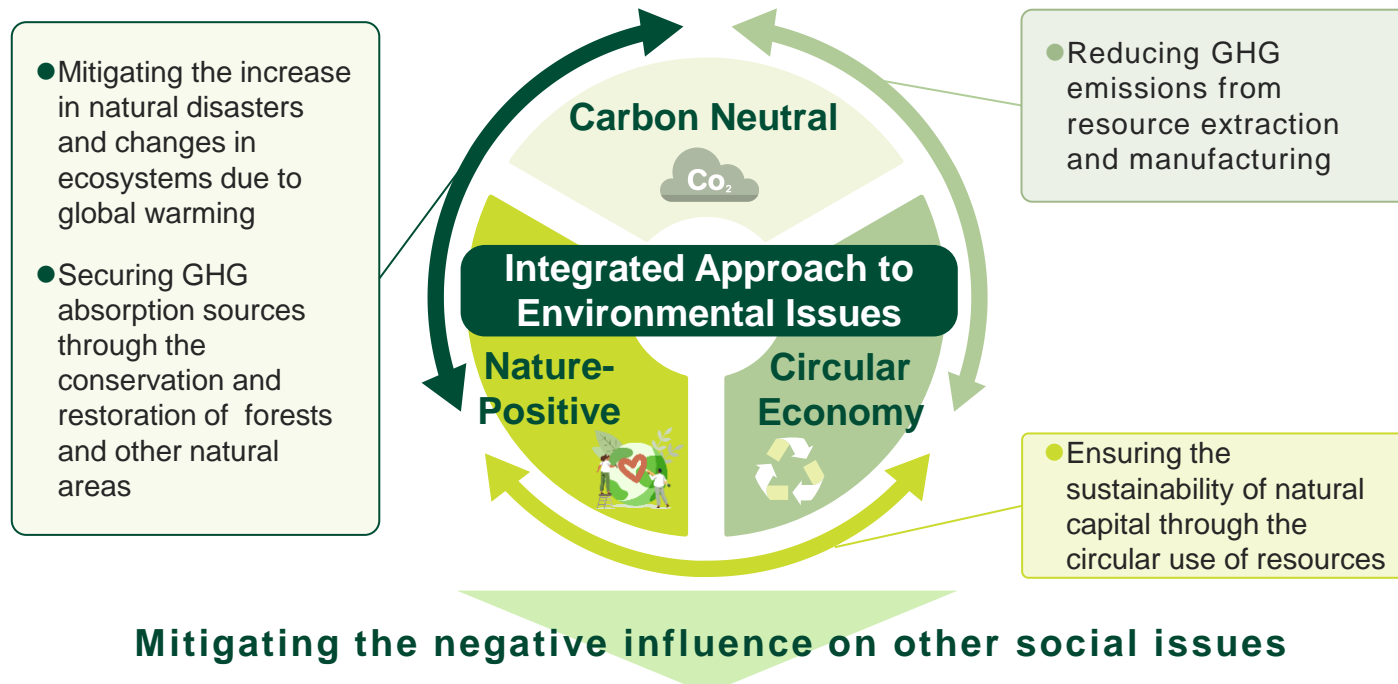 ●Mitigating the increase
in natural disasters
and changes in
ecosystems due to
global warming
●Securing GHG
absorption sources
through the
conservation and
restoration of forests
and other natural
areas
Carbon Neutral
Co₂
Integrated Approach to
Environmental Issues
Nature-
Positive
Circular
Economy
●Reducing GHG
emissions from
resource extraction
and manufacturing
●Ensuring the
sustainability of natural
capital through the
circular use of resources
Mitigating the negative influence on other social issues